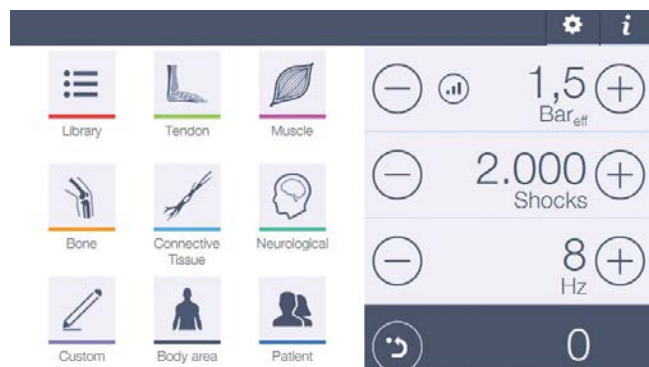 i
Library
Tendon
Muscle
Bone
Connective
Tissue
Neurological
Custom
Body area
Patient
1,5
Bar eff
2.000
Shocks
8
Hz
0